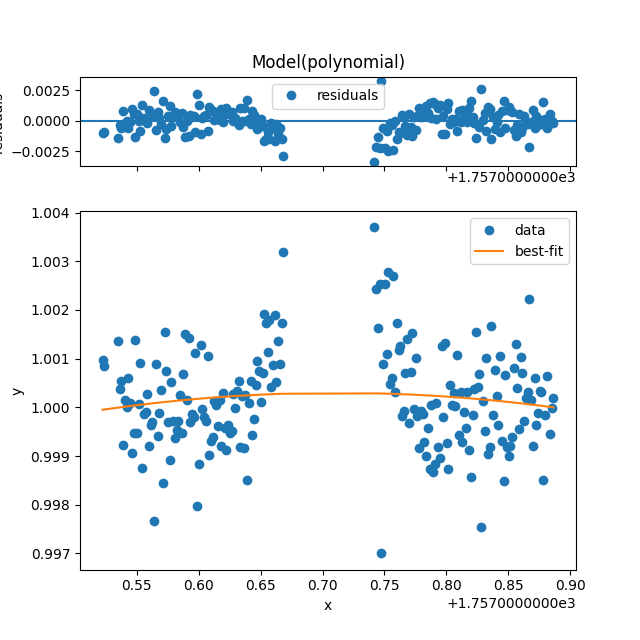 Model(polynomial)
residuals
0.0025
0.0000
−0.0025
residuals
+1.7570000000e3
1.004
1.003
1.002
1.001
1.000
0.999
0.998
0.997
y
data
best-fit
0.55
0.60
0.65
0.70
0.75
0.80
0.85
0.90
x
+1.7570000000e3